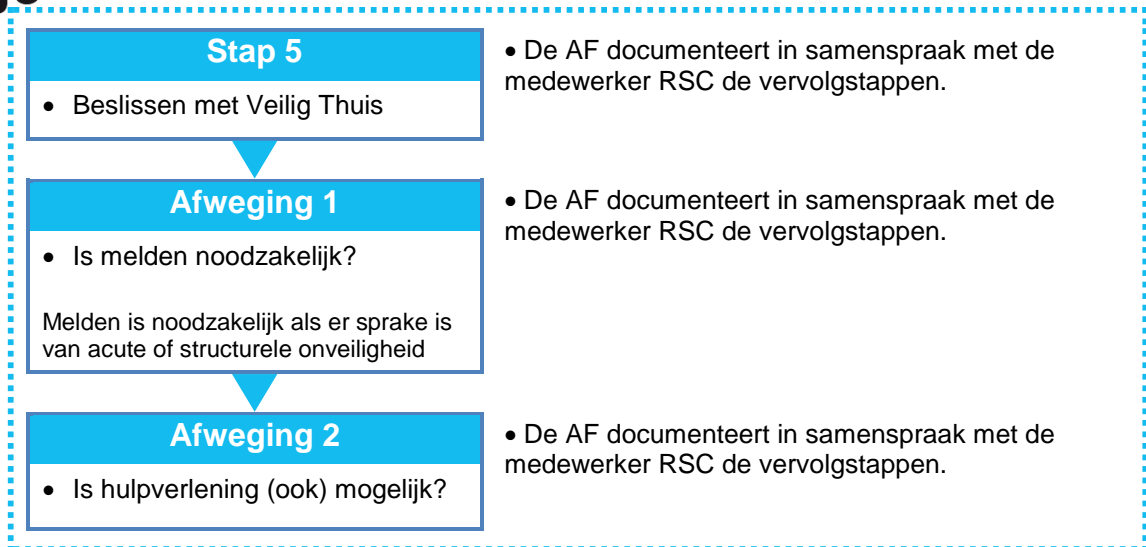 Stap 5
• Beslissen met Veilig Thuis
• De AF documenteert in samenspraak met de
medewerker RSC de vervolgstappen.
Afweging 1
• Is melden noodzakelijk?
Melden is noodzakelijk als er sprake is
van acute of structurele onveiligheid
• De AF documenteert in samenspraak met de
medewerker RSC de vervolgstappen.
Afweging 2
• Is hulpverlening (ook) mogelijk?
• De AF documenteert in samenspraak met de
medewerker RSC de vervolgstappen.